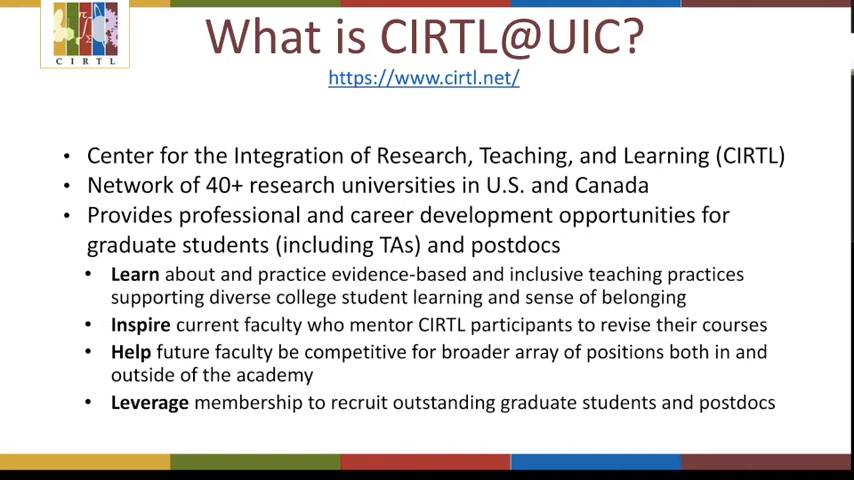 CIRTL
What is CIRTL@UIC?
https://www.cirtl.net/
• Center for the Integration of Research, Teaching, and Learning (CIRTL)
• Network of 40+ research universities in U.S. and Canada
• Provides professional and career development opportunities for
graduate students (including TAs) and postdocs
• Learn about and practice evidence-based and inclusive teaching practices
supporting diverse college student learning and sense of belonging
• Inspire current faculty who mentor CIRTL participants to revise their courses
• Help future faculty be competitive for broader array of positions both in and
outside of the academy
• Leverage membership to recruit outstanding graduate students and postdocs